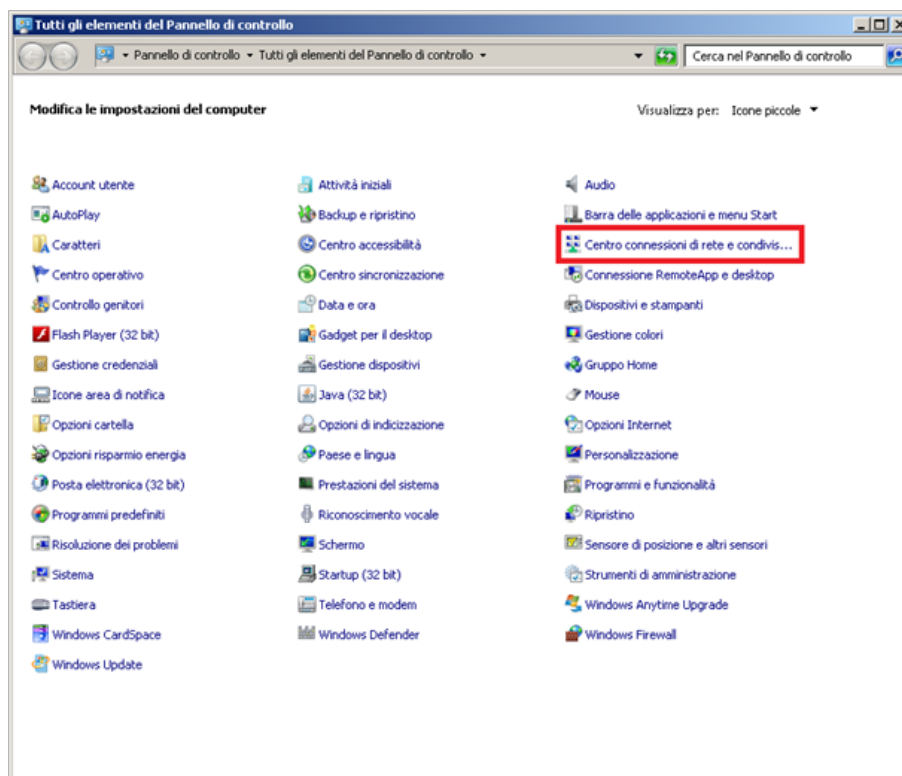 Tutti gli elementi del Pannello di controllo
Pannello di controllo Tutti gli elementi del Pannello di controllo Cerca nel Pannello di controllo
Modifica le impostazioni del computer Visualizza per: Icone piccole
Account utente Attività iniziali Audio
AutoPlay Backup e ripristino Barra delle applicazioni e menu Start
Caratteri Centro accessibilità Centro connessioni di rete e condivis...
Centro operativo Centro sincronizzazione Connessione RemoteApp e desktop
Controllo genitori Data e ora Dispositivi e stampanti
Flash Player (32 bit) Gadget per il desktop Gestione colori
Gestione credenziali Gestione dispositivi Gruppo Home
Icone area di notifica Java (32 bit) Mouse
Opzioni cartella Opzioni di indicizzazione Opzioni Internet
Opzioni risparmio energia Paese e lingua Personalizzazione
Posta elettronica (32 bit) Prestazioni del sistema Programmi e funzionalità
Programmi predefiniti Riconoscimento vocale Ripristino
Risoluzione dei problemi Schermo Sensore di posizione e altri sensori
Sistema Startup (32 bit) Strumenti di amministrazione
Tastiera Telefono e modem Windows Anytime Upgrade
Windows CardSpace Windows Defender Windows Firewall
Windows Update